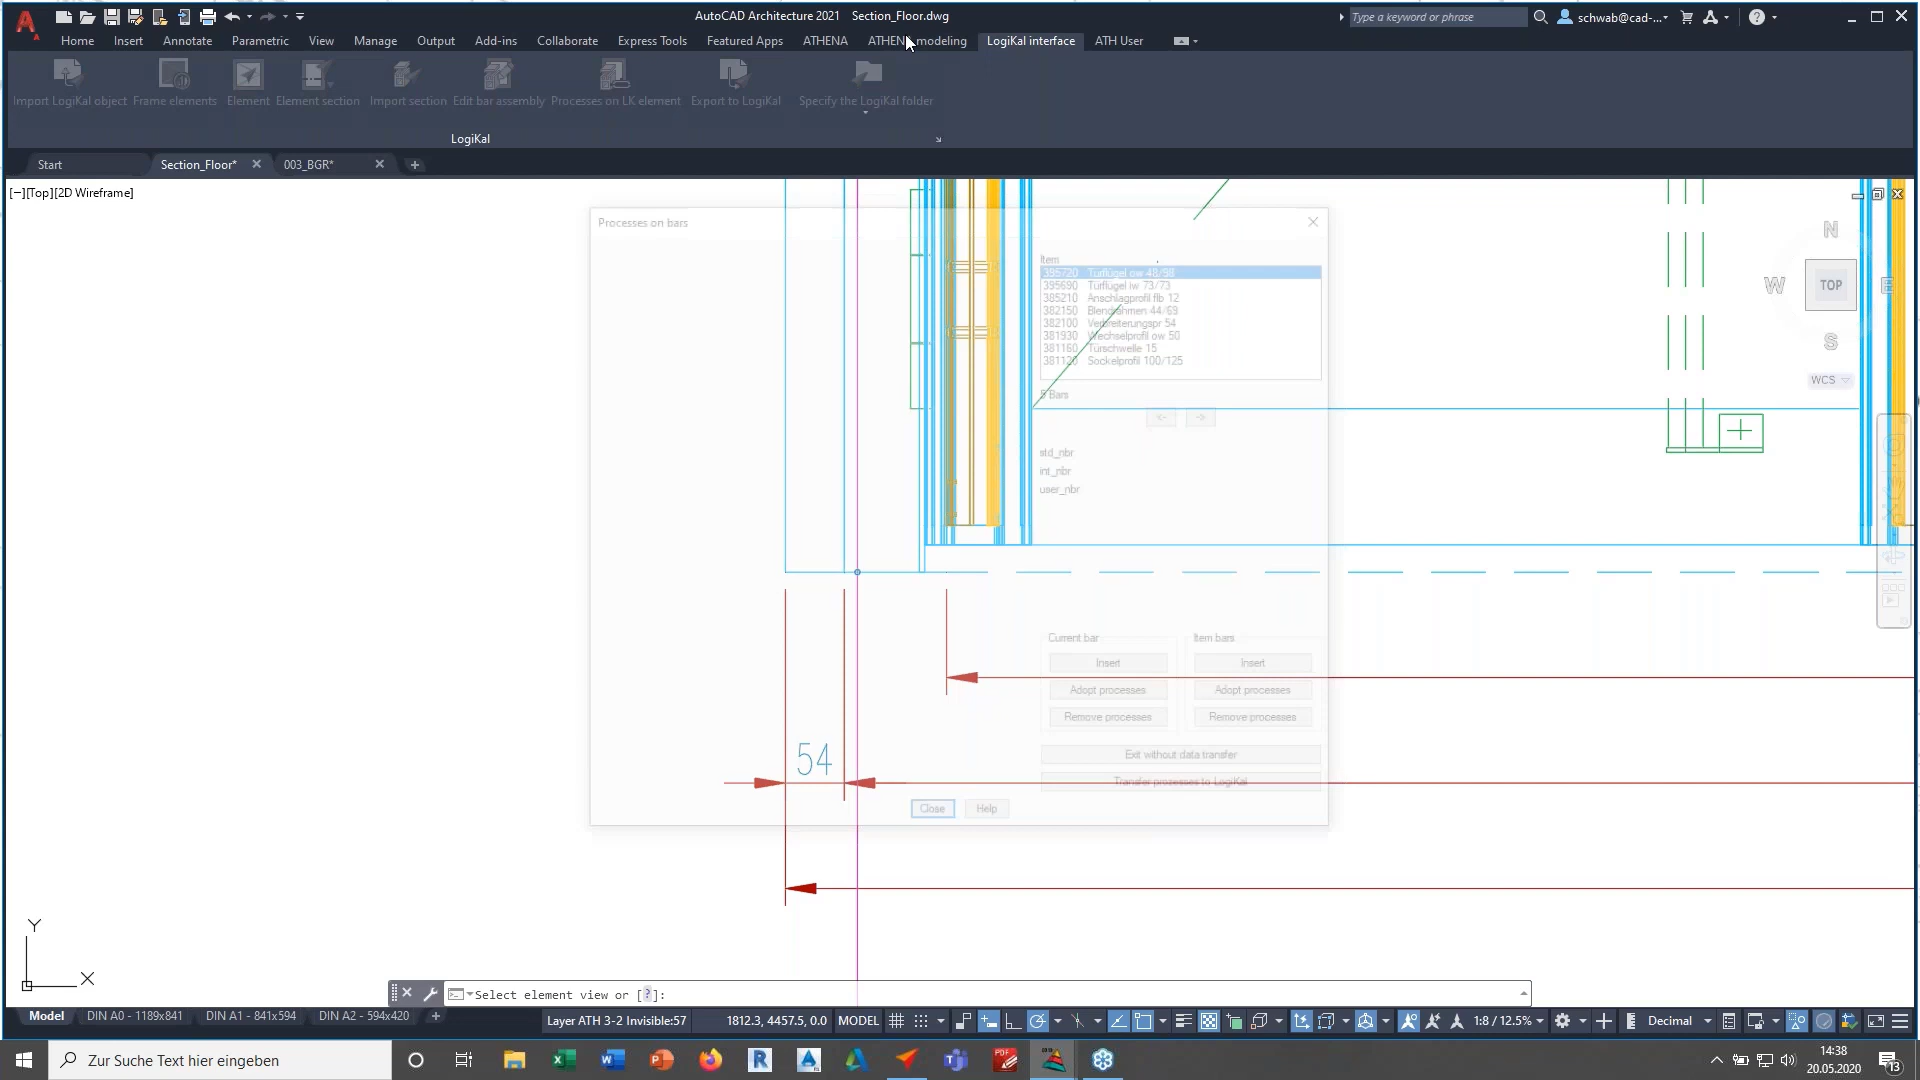 AutoCAD Architecture 2021 Section_Floor.dwg
Type a keyword or phrase
schwab@cad-...
Home Insert Annotate Parametric View Manage Output Add-ins Collaborate Express Tools Featured Apps ATHENA modeling LogiKal interface ATH User
Import LogiKal object Frame elements Element Element section Import section Edit bar assembly Processes on LK element Export to LogiKal Specify the LogiKal folder
LogiKal
Start Section_Floor* 003_BGR*
[−][Top][2D Wireframe]
Processes on bars
Item
395720 Türflügel ow 48/98
395690 Türflügel iw 73/73
385210 Anschlagprofil flb 12
382150 Blendrahmen 44/69
382100 Verbreiterungspr 54
381930 Wechselprofil ow 50
381160 Türschwelle 15
381120 Sockelprofil 100/125
5 Bars
<- ->
std_nbr
int_nbr
user_nbr
Current bar Item bars
Insert Insert
Adopt processes Adopt processes
Remove processes Remove processes
Exit without data transfer
Transfer prozesses to LogiKal
Close Help
N
W TOP E
S
WCS
54
Y
X
Select element view or [?]:
Model DIN A0 - 1189x841 DIN A1 - 841x594 DIN A2 - 594x420
Layer ATH 3-2 Invisible:57 1812.3, 4457.5, 0.0 MODEL 1:8 / 12.5% Decimal
Zur Suche Text hier eingeben
14:38
20.05.2020
13